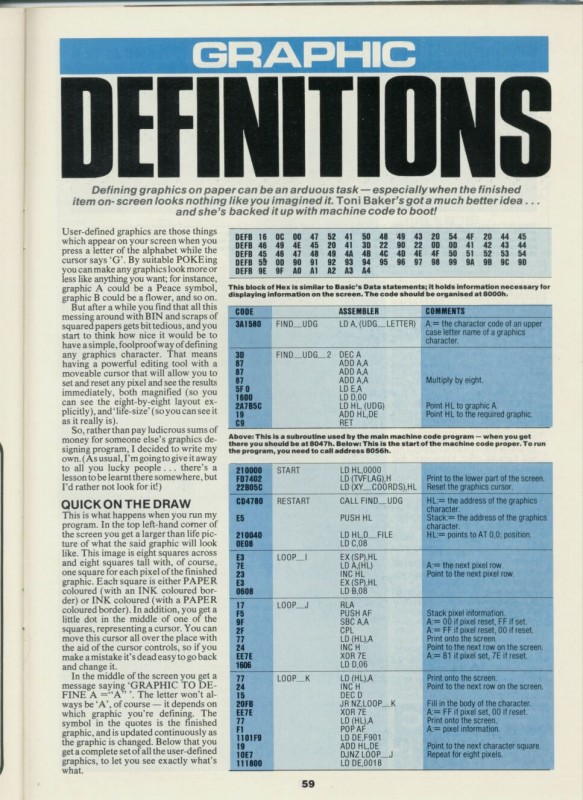 GRAPHIC
DEFINITIONS
Defining graphics on paper can be an arduous task — especially when the finished
item on-screen looks nothing like you imagined it. Toni Baker's got a much better idea . . .
and she's backed it up with machine code to boot!
User-defined graphics are those things
which appear on your screen when you
press a letter of the alphabet while the
cursor says 'G'. By suitable POKEing
you can make any graphics look more or
less like anything you want; for instance,
graphic A could be a Peace symbol,
graphic B could be a flower, and so on.
But after a while you find that all this
messing around with BIN and scraps of
squared papers gets bit tedious, and you
start to think how nice it would be to
have a simple, foolproof way of defining
any graphics character. That means
having a powerful editing tool with a
moveable cursor that will allow you to
set and reset any pixel and see the results
immediately, both magnified (so you
can see the eight-by-eight layout ex-
plicitly), and 'life-size' (so you can see it
as it really is).
So, rather than pay ludicrous sums of
money for someone else's graphics de-
signing program, I decided to write my
own. (As usual, I'm going to give it away
to all you lucky people . . . there's a
lesson to be learnt there somewhere, but
I'd rather not look for it!)
QUICK ON THE DRAW
This is what happens when you run my
program. In the top left-hand corner of
the screen you get a larger than life pic-
ture of what the said graphic will look
like. This image is eight squares across
and eight squares tall with, of course,
one square for each pixel of the finished
graphic. Each square is either PAPER
coloured (with an INK coloured bor-
der) or INK coloured (with a PAPER
coloured border). In addition, you get a
little dot in the middle of one of the
squares, representing a cursor. You can
move this cursor all over the place with
the aid of the cursor controls, so if you
make a mistake it's dead easy to go back
and change it.
In the middle of the screen you get a
message saying 'GRAPHIC TO DE-
FINE A ="A" '. The letter won't al-
ways be 'A', of course — it depends on
which graphic you're defining. The
symbol in the quotes is the finished
graphic, and is updated continuously as
the graphic is changed. Below that you
get a complete set of all the user-defined
graphics, to let you see exactly what's
what.
DEFB 16 0C 00 47 52 41 50 48 49 43 20 54 4F 20 44 45
DEFB 46 49 4E 45 20 41 3D 22 90 22 0D 0D 41 42 43 44
DEFB 45 46 47 48 49 4A 4B 4C 4D 4E 4F 50 51 52 53 54
DEFB 55 0D 90 91 92 93 94 95 96 97 98 99 9A 9B 9C 9D
DEFB 9E 9F A0 A1 A2 A3 A4
This block of Hex is similar to Basic's Data statements; it holds information necessary for
displaying information on the screen. The code should be organised at 8000h.
CODE ASSEMBLER COMMENTS
3A1580 FIND_UDG LD A, (UDG_LETTER) A:= the character code of an upper
case letter name of a graphics
character.
3D FIND_UDG_2 DEC A
87 ADD A,A
87 ADD A,A
87 ADD A,A Multiply by eight.
5F 0 LD E,A
1600 LD D,00
2A7B5C LD HL, (UDG) Point HL to graphic A.
19 ADD HL,DE Point HL to the required graphic.
C9 RET
Above: This is a subroutine used by the main machine code program — when you get
there you should be at 8047h. Below: This is the start of the machine code proper. To run
the program, you need to call address 8056h.
210000 START LD HL,0000
FD7402 LD (TVFLAG),H Print to the lower part of the screen.
22B05C LD (XY_COORDS),HL Reset the graphics cursor.
CD4780 RESTART CALL FIND_UDG HL:= the address of the graphics
character.
E5 PUSH HL Stack:= the address of the graphics
character.
210040 LD HL,D_FILE HL:= points to AT 0,0: position.
0E08 LD C,08
E3 LOOP_I EX (SP),HL
7E LD A,(HL) A:= the next pixel row.
23 INC HL Point to the next pixel row.
E3 EX (SP),HL
0608 LD B,08
17 LOOP_J RLA
F5 PUSH AF Stack pixel information.
9F SBC A,A A:= 00 if pixel reset, FF if set.
2F CPL A:= FF if pixel reset, 00 if reset.
77 LD (HL),A Print onto the screen.
24 INC H Point to the next row on the screen.
EE7E XOR 7E A:= 81 if pixel set, 7E if reset.
1606 LD D,06
77 LOOP_K LD (HL),A Print onto the screen.
24 INC H Point to the next row on the screen.
15 DEC D
20FB JR NZ,LOOP_K Fill in the body of the character.
EE7E XOR 7E A:= FF if pixel set, 00 if reset.
77 LD (HL),A Print onto the screen.
F1 POP AF A:= pixel information.
1101F9 LD DE,F901
19 ADD HL,DE Point to the next character square.
10E7 DJNZ LOOP_J Repeat for eight pixels.
111800 LD DE,0018
59